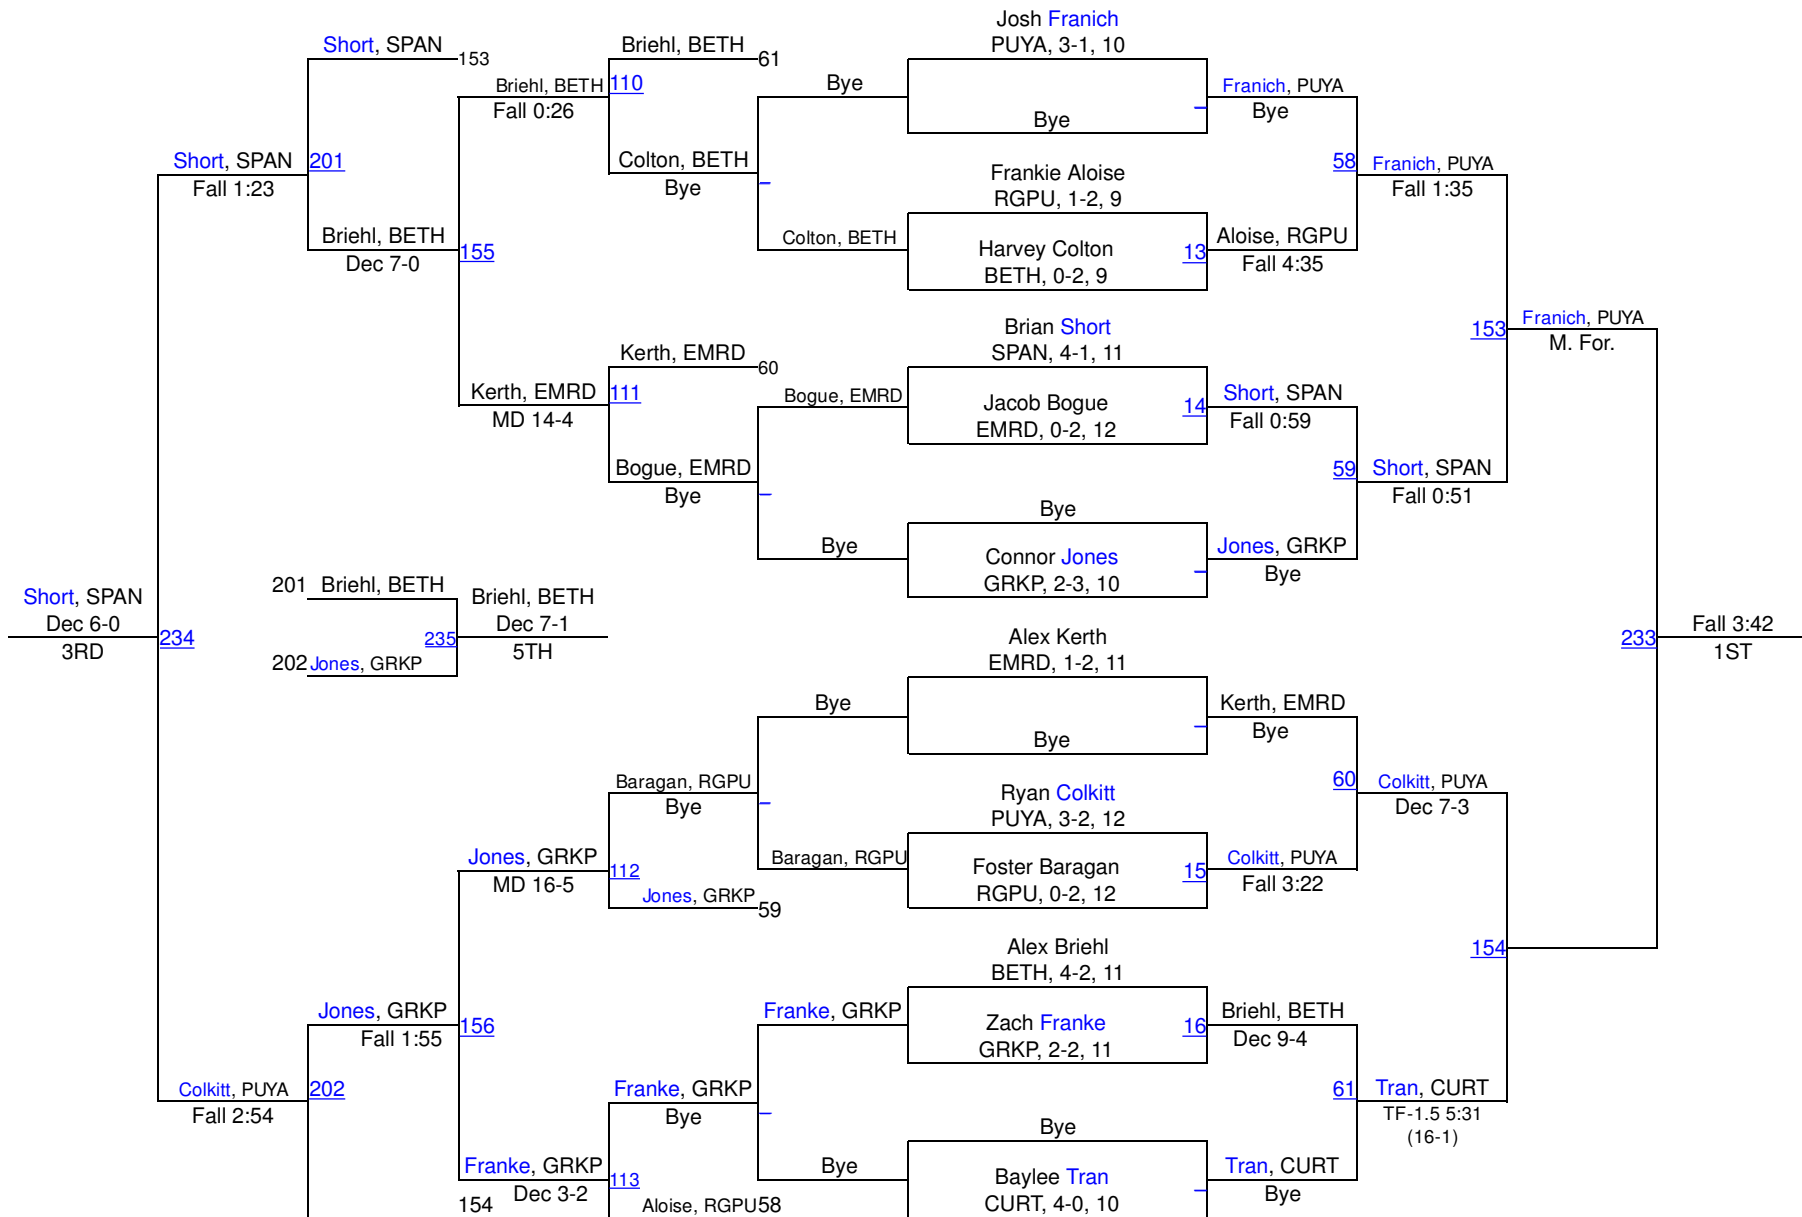 Josh Franich
PUYA, 3-1, 10
Short, SPAN
153
Briehl, BETH
61
Briehl, BETH
110
Fall 0:26
Bye
Franich, PUYA
Bye
Bye
Short, SPAN
201
Fall 1:23
Colton, BETH
Bye
Frankie Aloise
RGPU, 1-2, 9
58
Franich, PUYA
Fall 1:35
Briehl, BETH
155
Dec 7-0
Colton, BETH
Harvey Colton
BETH, 0-2, 9
13
Aloise, RGPU
Fall 4:35
Brian Short
SPAN, 4-1, 11
153
Franich, PUYA
M. For.
Kerth, EMRD
60
Kerth, EMRD
111
MD 14-4
Bogue, EMRD
Jacob Bogue
EMRD, 0-2, 12
14
Short, SPAN
Fall 0:59
Bogue, EMRD
Bye
59
Short, SPAN
Fall 0:51
Bye
Bye
Connor Jones
GRKP, 2-3, 10
Jones, GRKP
Bye
Short, SPAN
Dec 6-0
3RD
234
201 Briehl, BETH
202 Jones, GRKP
235
Briehl, BETH
Dec 7-1
5TH
233
Fall 3:42
1ST
Alex Kerth
EMRD, 1-2, 11
Bye
Bye
Kerth, EMRD
Bye
Baragan, RGPU
Bye
Ryan Colkitt
PUYA, 3-2, 12
60
Colkitt, PUYA
Dec 7-3
Jones, GRKP
MD 16-5
112
Baragan, RGPU
Foster Baragan
RGPU, 0-2, 12
15
Colkitt, PUYA
Fall 3:22
Jones, GRKP
59
Alex Briehl
BETH, 4-2, 11
154
Jones, GRKP
156
Fall 1:55
Franke, GRKP
Zach Franke
GRKP, 2-2, 11
16
Briehl, BETH
Dec 9-4
Colkitt, PUYA
202
Fall 2:54
Franke, GRKP
Bye
61
Tran, CURT
TF-1.5 5:31
(16-1)
Bye
Franke, GRKP
113
Dec 3-2
Bye
Baylee Tran
CURT, 4-0, 10
Tran, CURT
Bye
154
Aloise, RGPU
58